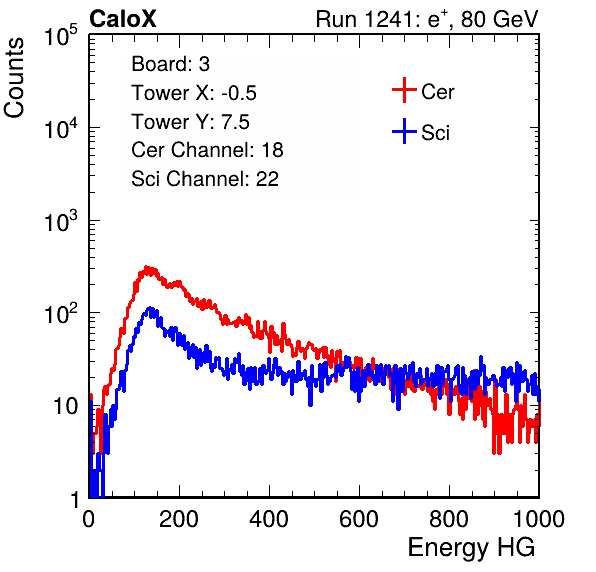 CaloX Run 1241: e⁺, 80 GeV
Counts
Board: 3
Tower X: -0.5
Tower Y: 7.5
Cer Channel: 18
Sci Channel: 22
Cer
Sci
10⁵
10⁴
10³
10²
10
1
0 200 400 600 800 1000
Energy HG